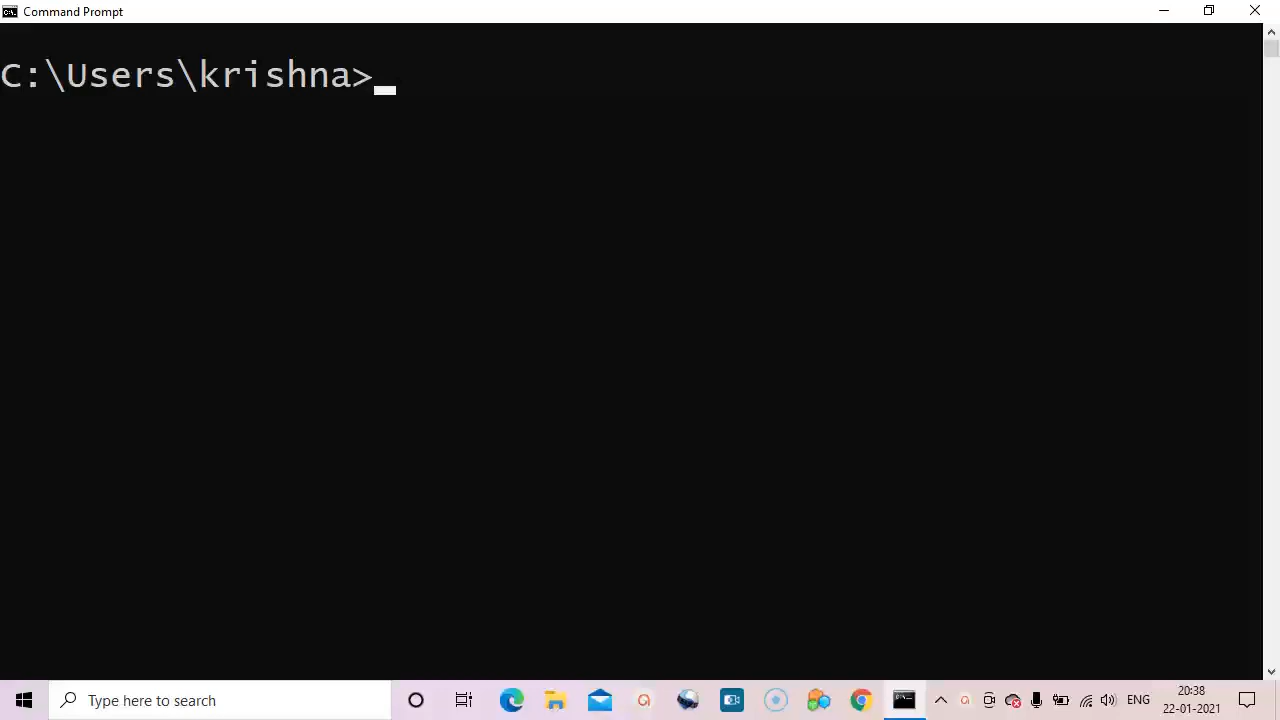 Command Prompt
C:\Users\krishna>
Type here to search
ENG
20:38
22-01-2021